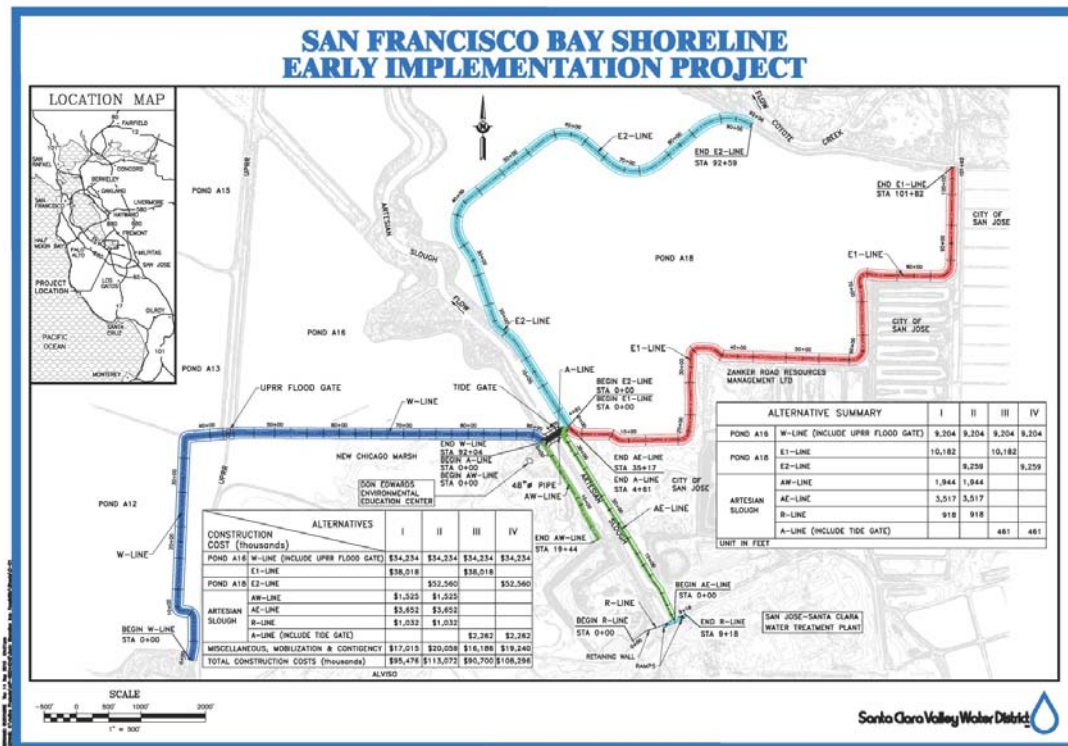 SAN FRANCISCO BAY SHORELINE
EARLY IMPLEMENTATION PROJECT
LOCATION MAP
80
FAIRFIELD
12
101
SAN RAFAEL
CONCORD
BERKELEY
OAKLAND
SAN FRANCISCO
LIVERMORE
580
HAYWARD
880
680
FREMONT
HALF MOON BAY
PALO ALTO
MILPITAS
SAN JOSE
LOS GATOS
85
PROJECT LOCATION
17
GILROY
SANTA CRUZ
PACIFIC OCEAN
101
MONTEREY
N
FLOW
COYOTE
CREEK
E2-LINE
END E2-LINE
STA 92+59
END E1-LINE
STA 101+82
UPRR
POND A15
ARTESIAN
SLOUGH
FLOW
POND A18
CITY OF
SAN JOSE
E1-LINE
CITY OF
SAN JOSE
POND A16
E2-LINE
E1-LINE
POND A13
A-LINE
TIDE GATE
UPRR FLOOD GATE
W-LINE
BEGIN E2-LINE
STA 0+00
BEGIN E1-LINE
STA 0+00
ZANKER ROAD RESOURCES
MANAGEMENT LTD
END W-LINE
STA 92+04
BEGIN A-LINE
STA 0+00
BEGIN AW-LINE
STA 0+00
NEW CHICAGO MARSH
UPRR
DON EDWARDS
ENVIRONMENTAL
EDUCATION CENTER
48"ø PIPE
AW-LINE
END AE-LINE
STA 35+17
END A-LINE
STA 4+61
CITY OF
SAN JOSE
ARTESIAN
SLOUGH
AE-LINE
POND A12
W-LINE
END AW-LINE
STA 19+44
BEGIN AE-LINE
STA 0+00
R-LINE
BEGIN R-LINE
STA 0+00
END R-LINE
STA 9+18
RETAINING WALL
RAMPS
SAN JOSE-SANTA CLARA
WATER TREATMENT PLANT
BEGIN W-LINE
STA 0+00
ALVISO
ALTERNATIVE SUMMARY I II III IV
POND A16 W-LINE (INCLUDE UPRR FLOOD GATE) 9,204 9,204 9,204 9,204
POND A18 E1-LINE 10,182 10,182
E2-LINE 9,259 9,259
ARTESIAN SLOUGH AW-LINE 1,944 1,944
AE-LINE 3,517 3,517
R-LINE 918 918
A-LINE (INCLUDE TIDE GATE) 461 461
UNIT IN FEET
ALTERNATIVES I II III IV
CONSTRUCTION COST (thousands)
POND A16 W-LINE (INCLUDE UPRR FLOOD GATE) $34,234 $34,234 $34,234 $34,234
POND A18 E1-LINE $38,018 $38,018
E2-LINE $52,560 $52,560
ARTESIAN SLOUGH AW-LINE $1,525 $1,525
AE-LINE $3,652 $3,652
R-LINE $1,032 $1,032
A-LINE (INCLUDE TIDE GATE) $2,262 $2,262
MISCELLANEOUS, MOBILIZATION & CONTIGENCY $17,015 $20,059 $16,186 $19,240
TOTAL CONSTRUCTION COSTS (thousands) $95,476 $113,072 $90,700 $108,296
SCALE
-500' 0 500' 1000' 2000'
1" = 500'
Santa Clara Valley Water District